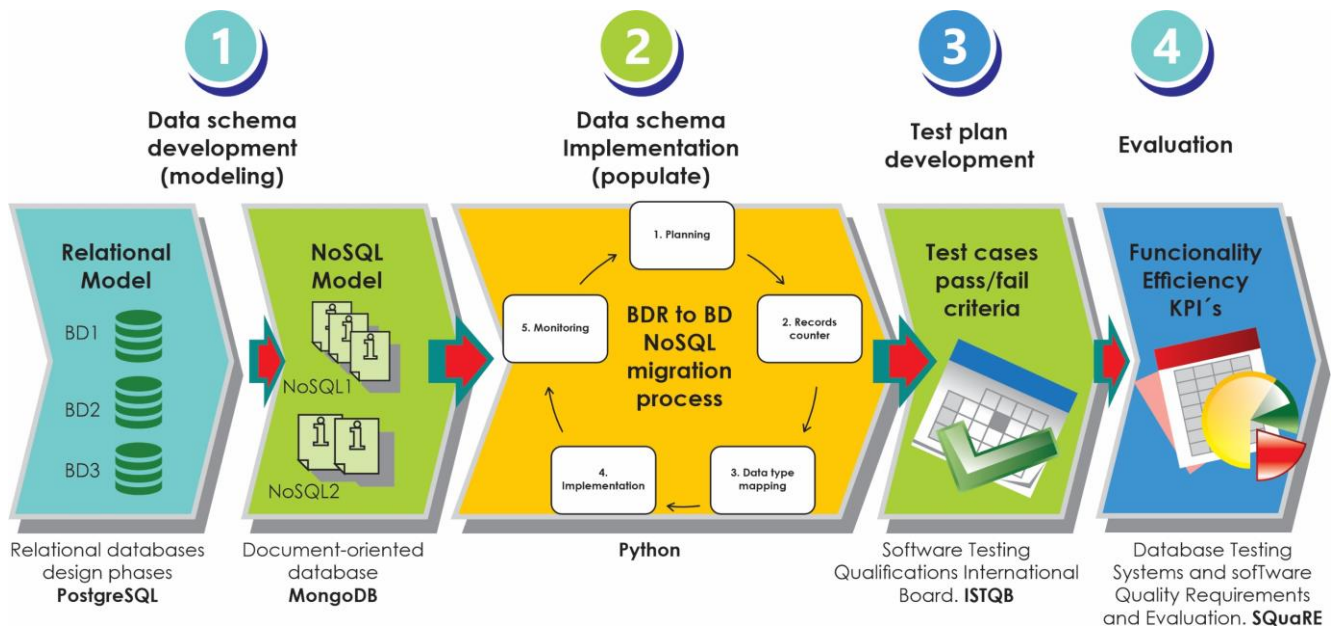 1
Data schema
development
(modeling)
2
Data schema
Implementation
(populate)
3
Test plan
development
4
Evaluation
Relational
Model
BD1
BD2
BD3
Relational databases
design phases
PostgreSQL
NoSQL
Model
i
i
i
NoSQL1
i
i
NoSQL2
Document-oriented
database
MongoDB
BDR to BD
NoSQL
migration
process
1. Planning
2. Records
counter
3. Data type
mapping
4.
Implementation
5. Monitoring
Python
Test cases
pass/fail
criteria
Software Testing
Qualifications International
Board. ISTQB
Funcionality
Efficiency
KPI´s
Database Testing
Systems and sofTware
Quality Requirements
and Evaluation. SQuaRE